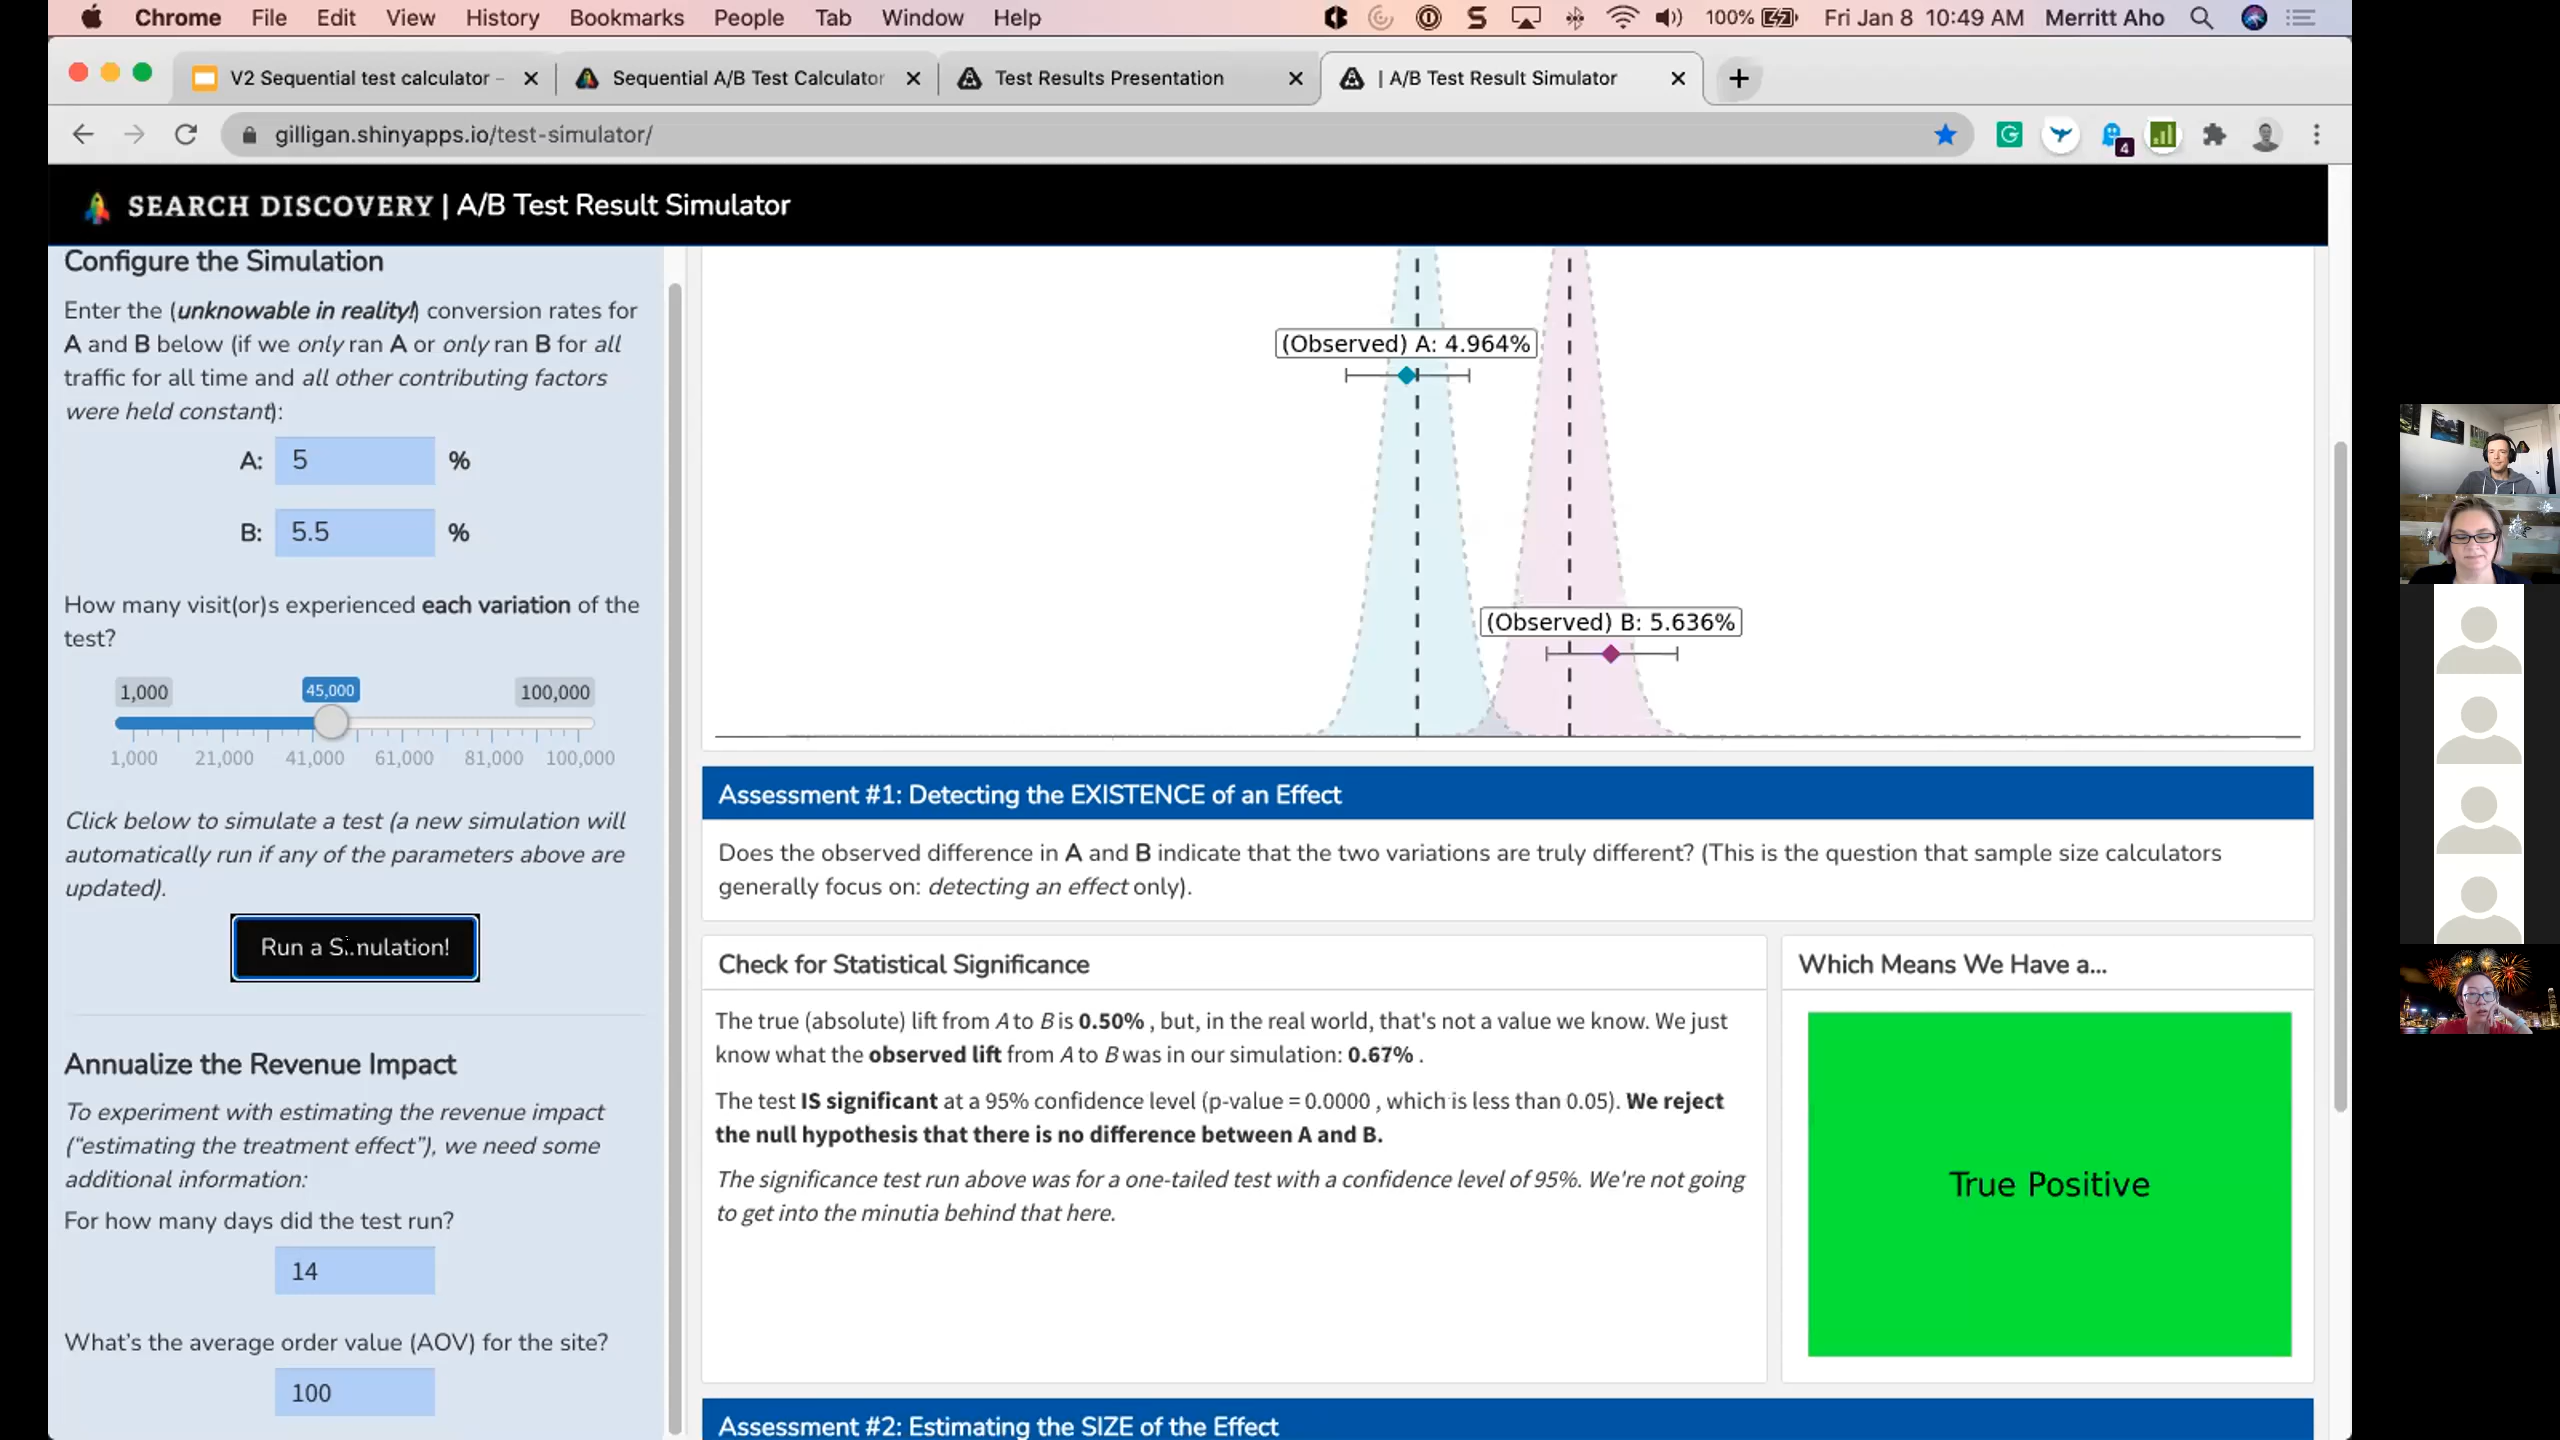 Chrome File Edit View History Bookmarks People Tab Window Help 100% Fri Jan 8 10:49 AM Merritt Aho
V2 Sequential test calculator - Sequential A/B Test Calculator Test Results Presentation | A/B Test Result Simulator
gilligan.shinyapps.io/test-simulator/
4
SEARCH DISCOVERY | A/B Test Result Simulator
Configure the Simulation
Enter the (unknowable in reality!) conversion rates for
A and B below (if we only ran A or only ran B for all
traffic for all time and all other contributing factors
were held constant):
A: 5 %
B: 5.5 %
How many visit(or)s experienced each variation of the
test?
1,000 45,000 100,000
1,000 21,000 41,000 61,000 81,000 100,000
Click below to simulate a test (a new simulation will
automatically run if any of the parameters above are
updated).
Run a Simulation!
Annualize the Revenue Impact
To experiment with estimating the revenue impact
(“estimating the treatment effect”), we need some
additional information:
For how many days did the test run?
14
What's the average order value (AOV) for the site?
100
(Observed) A: 4.964%
(Observed) B: 5.636%
Assessment #1: Detecting the EXISTENCE of an Effect
Does the observed difference in A and B indicate that the two variations are truly different? (This is the question that sample size calculators
generally focus on: detecting an effect only).
Check for Statistical Significance
The true (absolute) lift from A to B is 0.50% , but, in the real world, that's not a value we know. We just
know what the observed lift from A to B was in our simulation: 0.67% .
The test IS significant at a 95% confidence level (p-value = 0.0000 , which is less than 0.05). We reject
the null hypothesis that there is no difference between A and B.
The significance test run above was for a one-tailed test with a confidence level of 95%. We're not going
to get into the minutia behind that here.
Which Means We Have a...
True Positive
Assessment #2: Estimating the SIZE of the Effect